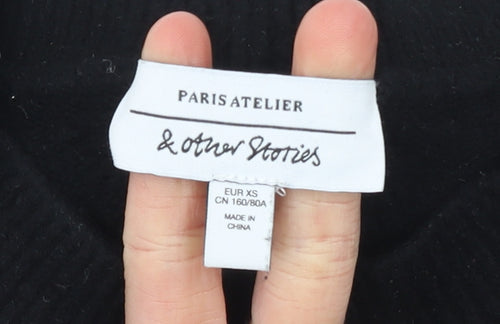 PARIS ATELIER
& other Stories
EUR XS
CN 160/80A
MADE IN
CHINA